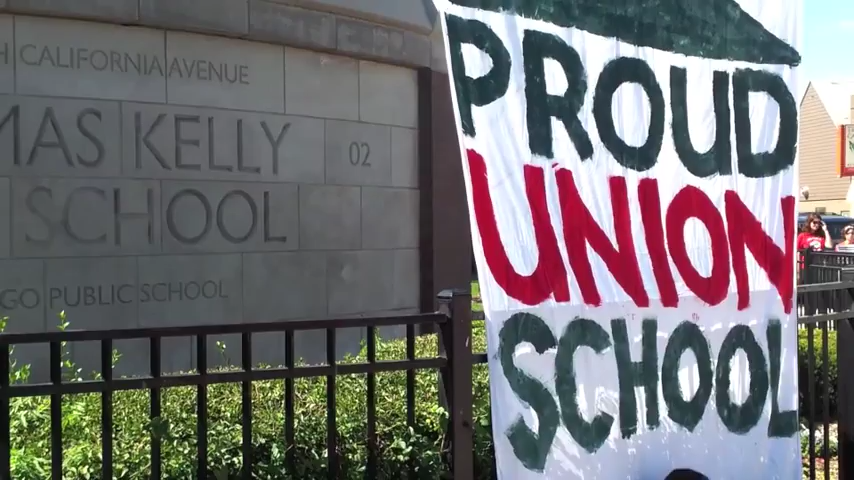 H CALIFORNIA AVENUE
MAS KELLY 02
SCHOOL
GO PUBLIC SCHOOL
PROUD
UNION
SCHOOL